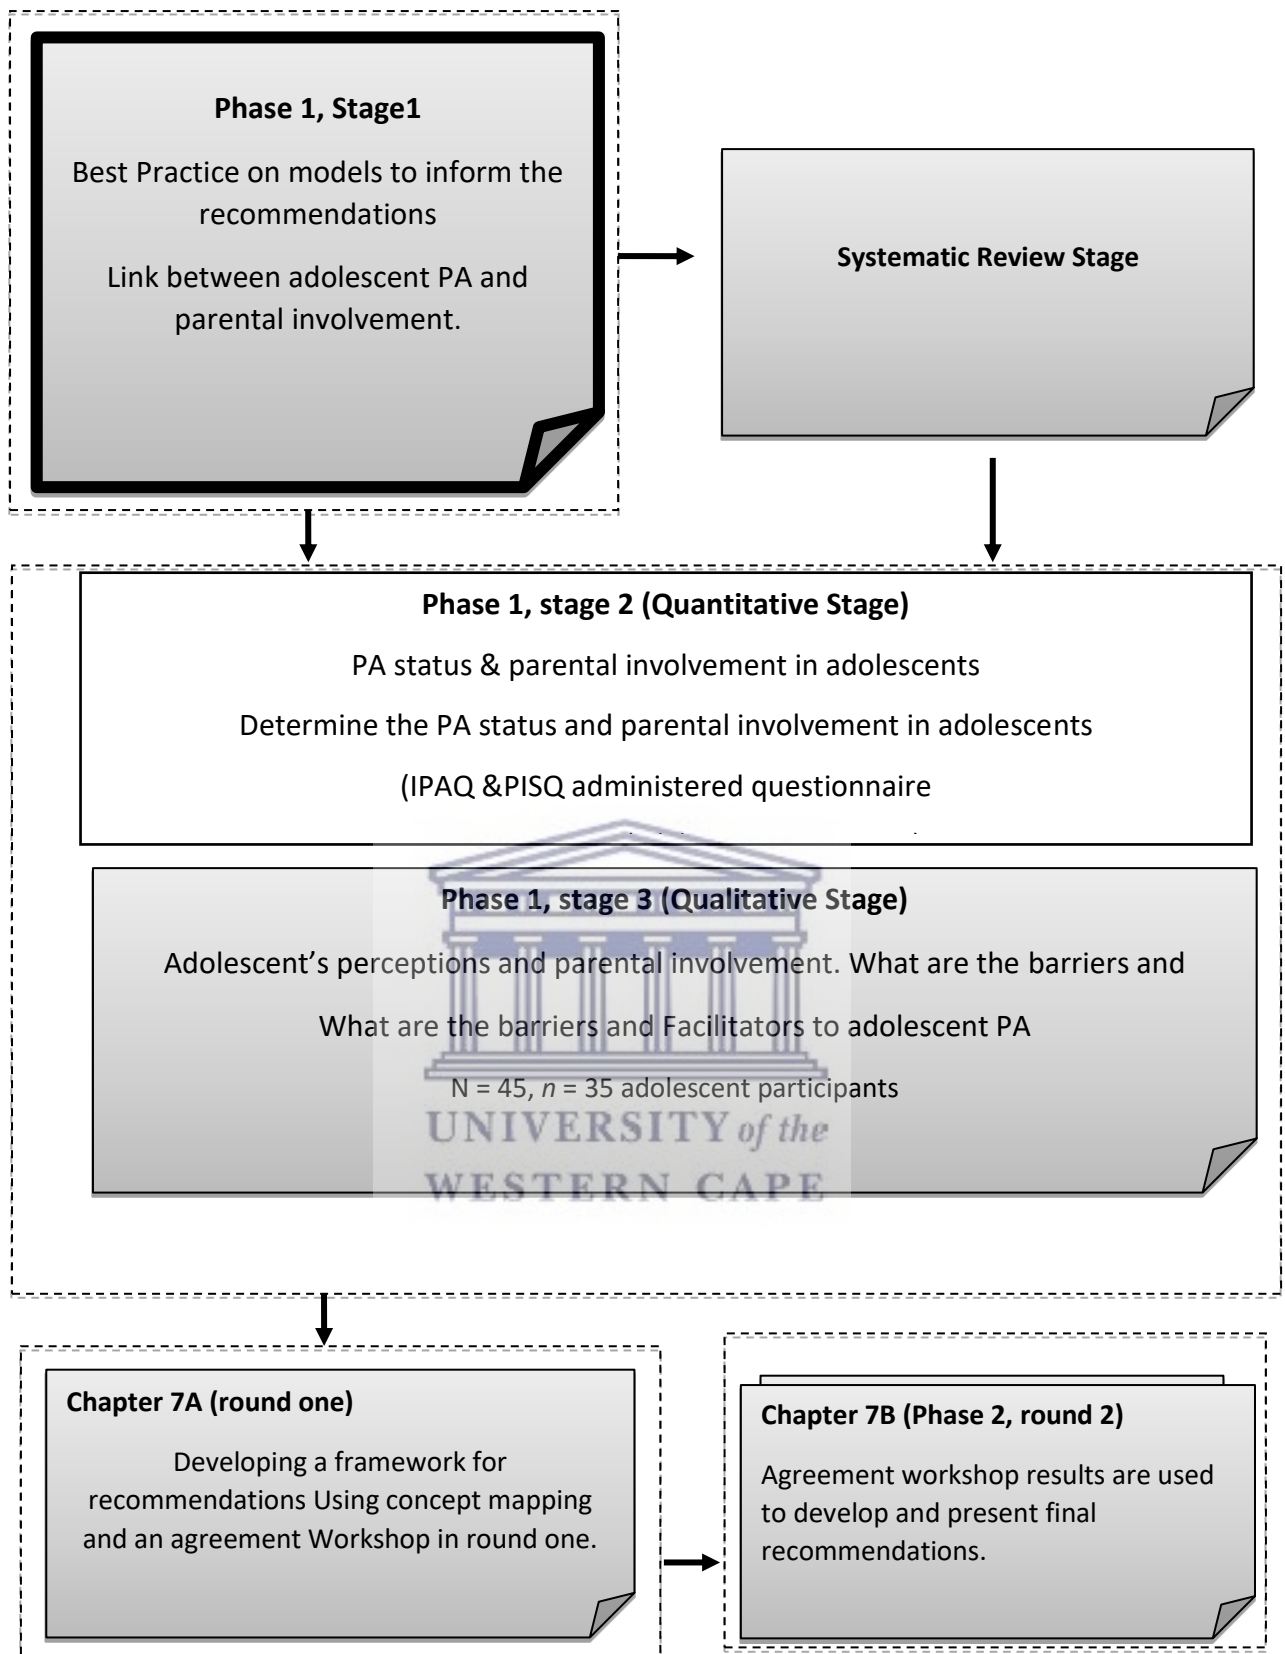 Phase 1, Stage1
Best Practice on models to inform the
recommendations
Link between adolescent PA and
parental involvement.
Systematic Review Stage
Phase 1, stage 2 (Quantitative Stage)
PA status & parental involvement in adolescents
Determine the PA status and parental involvement in adolescents
(IPAQ &PISQ administered questionnaire
Phase 1, stage 3 (Qualitative Stage)
Adolescent’s perceptions and parental involvement. What are the barriers and
What are the barriers and Facilitators to adolescent PA
N = 45, n = 35 adolescent participants
UNIVERSITY of the
WESTERN CAPE
Chapter 7A (round one)
Developing a framework for
recommendations Using concept mapping
and an agreement Workshop in round one.
Chapter 7B (Phase 2, round 2)
Agreement workshop results are used
to develop and present final
recommendations.